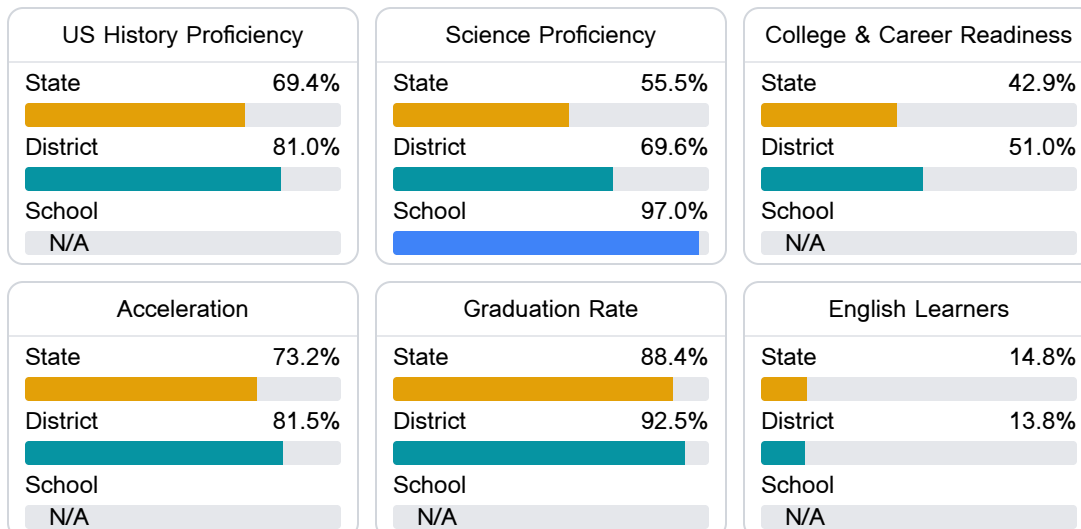 US History Proficiency
State 69.4%
District 81.0%
School
N/A
Science Proficiency
State 55.5%
District 69.6%
School 97.0%
College & Career Readiness
State 42.9%
District 51.0%
School
N/A
Acceleration
State 73.2%
District 81.5%
School
N/A
Graduation Rate
State 88.4%
District 92.5%
School
N/A
English Learners
State 14.8%
District 13.8%
School
N/A